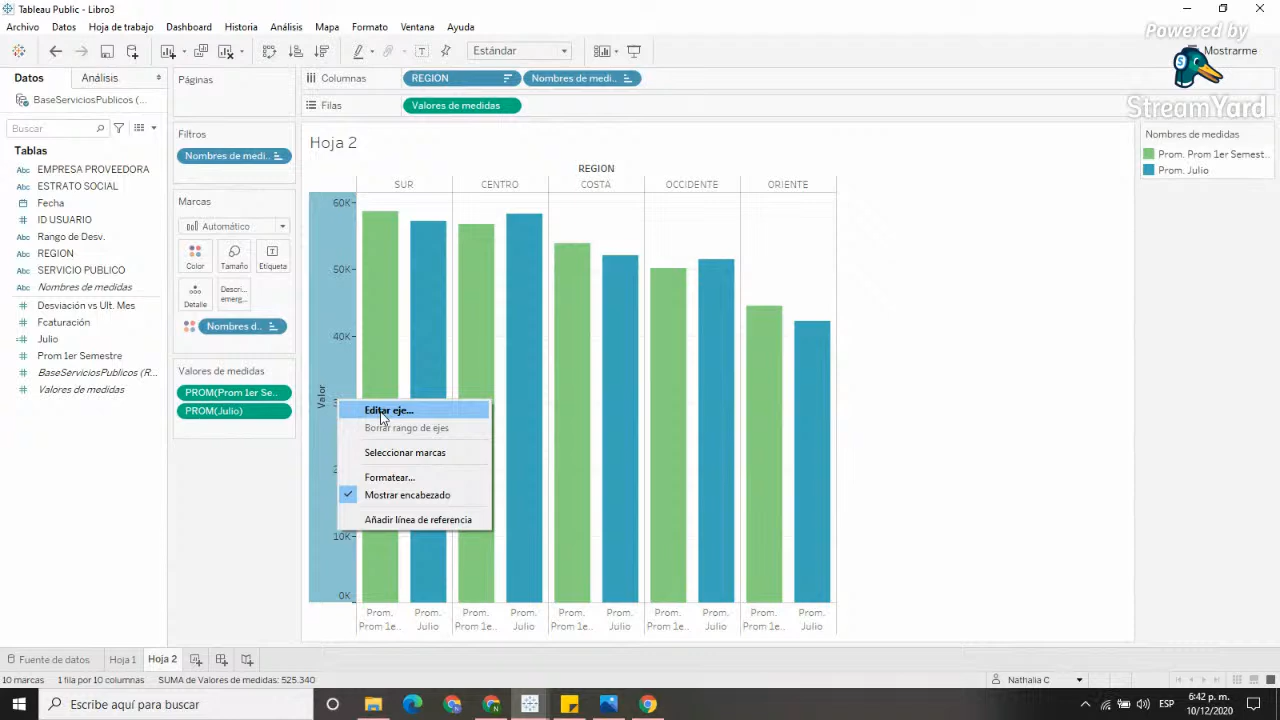 Tableau Public - Libro3
Archivo Datos Hoja de trabajo Dashboard Historia Análisis Mapa Formato Ventana Ayuda
Powered by
StreamYard
Estándar
Mostrarme
Datos Análisis
BaseServiciosPublicos (...
Buscar
Tablas
Abc EMPRESA PROVEEDORA
Abc ESTRATO SOCIAL
Fecha
# ID USUARIO
Abc Rango de Desv.
Abc REGION
Abc SERVICIO PUBLICO
Abc Nombres de medidas
# Desviación vs Ult. Mes
# Fcaturación
# Julio
# Prom 1er Semestre
# BaseServiciosPublicos (R...
# Valores de medidas
Páginas
Filtros
Nombres de medi..
Marcas
Automático
Color
Tamaño
Etiqueta
Detalle
Descri...
emerg...
Nombres d..
Valores de medidas
PROM(Prom 1er Se..
PROM(Julio)
Columnas
REGION
Nombres de medi..
Filas
Valores de medidas
Hoja 2
REGION
SUR CENTRO COSTA OCCIDENTE ORIENTE
60K
50K
40K
10K
0K
Valor
Editar eje...
Borrar rango de ejes
Seleccionar marcas
Formatear...
Mostrar encabezado
Añadir línea de referencia
Prom. Prom. Prom. Prom. Prom. Prom. Prom. Prom. Prom. Prom.
Prom 1e.. Julio Prom 1e.. Julio Prom 1e.. Julio Prom 1e.. Julio Prom 1e.. Julio
Nombres de medidas
Prom. Prom 1er Semest...
Prom. Julio
Fuente de datos Hoja 1 Hoja 2
10 marcas 1 fila por 10 columnas SUMA de Valores de medidas: 525.340
Nathalia C
Escribe aquí para buscar
ESP
6:42 p. m.
10/12/2020